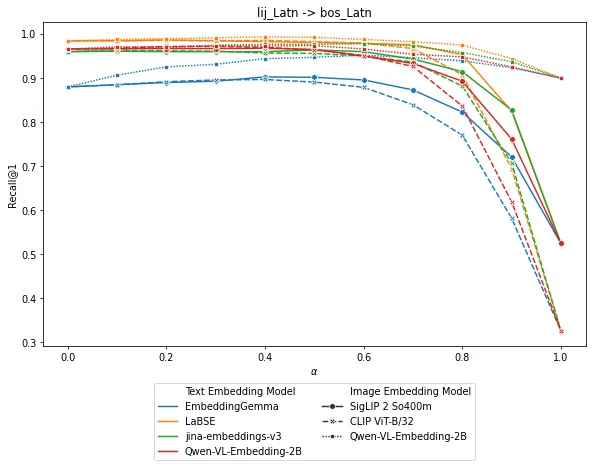 lij_Latn -> bos_Latn
Recall@1
1.0
0.9
0.8
0.7
0.6
0.5
0.4
0.3
0.0 0.2 0.4 0.6 0.8 1.0
α
Text Embedding Model Image Embedding Model
EmbeddingGemma SigLIP 2 So400m
LaBSE CLIP ViT-B/32
jina-embeddings-v3 Qwen-VL-Embedding-2B
Qwen-VL-Embedding-2B